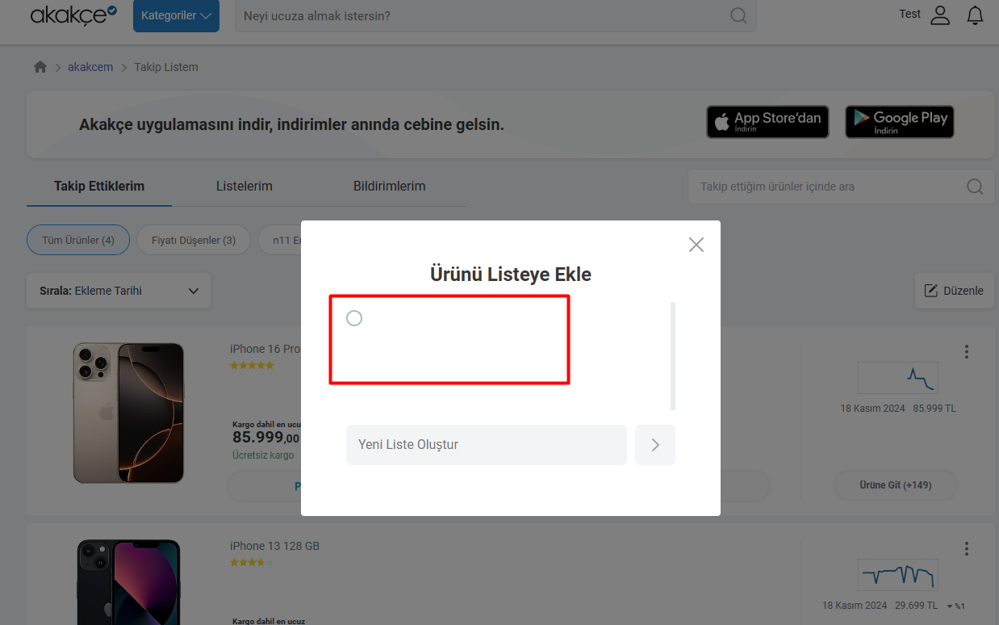 akakçe
Kategoriler
Neyi ucuza almak istersin?
Test
akakcem
Takip Listem
Akakçe uygulamasını indir, indirimler anında cebine gelsin.
App Store'dan
İndirin
Google Play
İndirin
Takip Ettiklerim
Listelerim
Bildirimlerim
Takip ettiğim ürünler içinde ara
Tüm Ürünler (4)
Fiyatı Düşenler (3)
n11
Sırala: Ekleme Tarihi
Düzenle
Ürünü Listeye Ekle
Yeni Liste Oluştur
iPhone 16 Pro
Kargo dahil en ucu
85.999,00
Ücretsiz kargo
P
18 Kasım 2024 85.999 TL
Ürüne Git (+149)
iPhone 13 128 GB
Kargo dahil en ucuz
18 Kasım 2024 29.699 TL %1